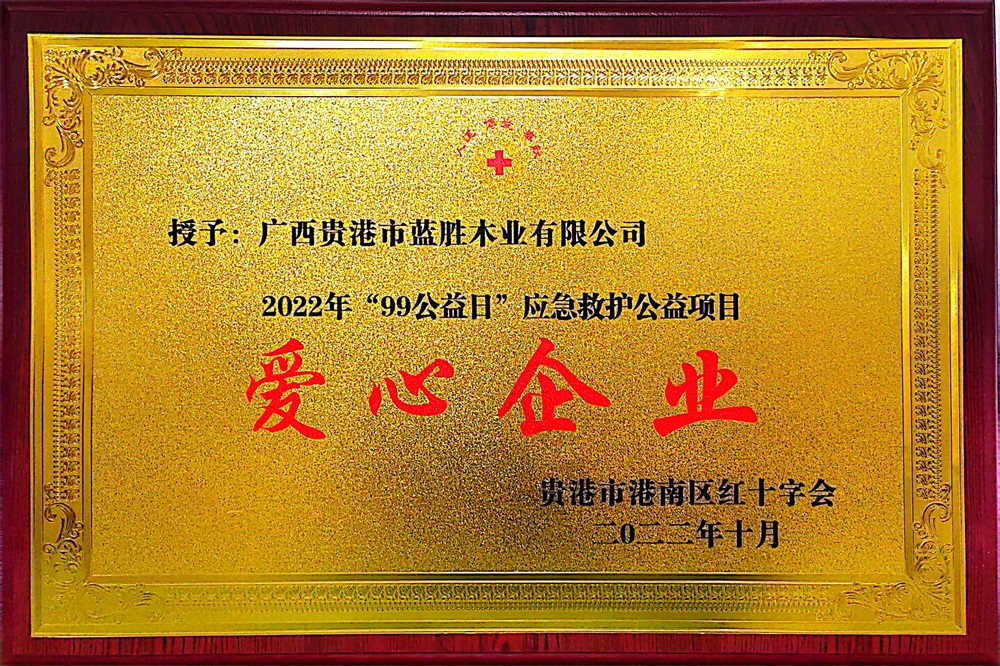 授予：广西贵港市蓝胜木业有限公司
2022年“99公益日”应急救护公益项目
爱心企业
贵港市港南区红十字会
二0二二年十月